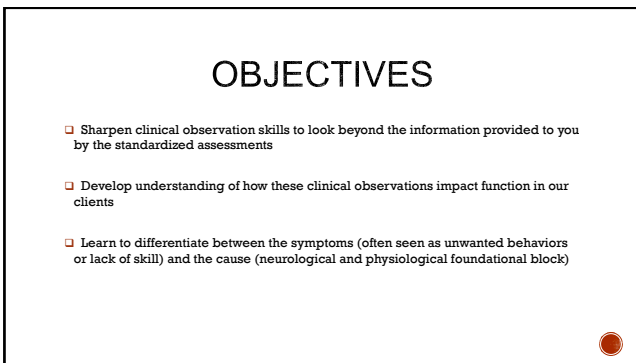 OBJECTIVES
Sharpen clinical observation skills to look beyond the information provided to you
by the standardized assessments
Develop understanding of how these clinical observations impact function in our
clients
Learn to differentiate between the symptoms (often seen as unwanted behaviors
or lack of skill) and the cause (neurological and physiological foundational block)